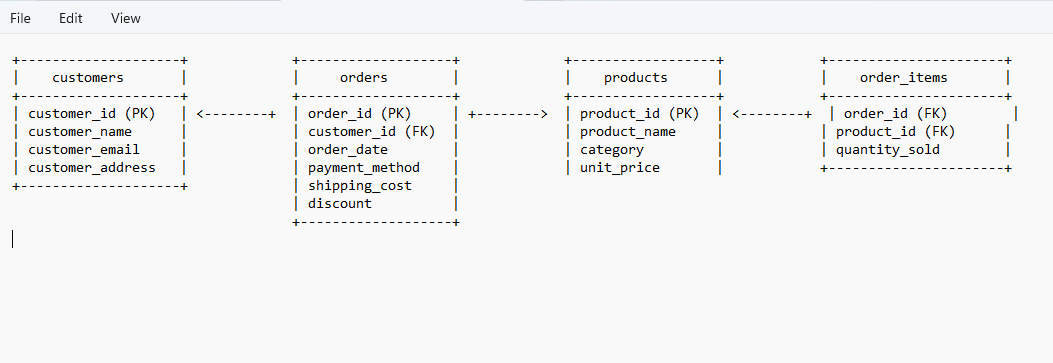 File Edit View
+--------------------+ +-------------------+ +------------------+ +----------------------+
| customers | | orders | | products | | order_items |
+--------------------+ +-------------------+ +------------------+ +----------------------+
| customer_id (PK) | <--------+ | order_id (PK) | +--------> | product_id (PK) | <--------+ | order_id (FK) |
| customer_name | | customer_id (FK) | | product_name | | product_id (FK) |
| customer_email | | order_date | | category | | quantity_sold |
| customer_address | | payment_method | | unit_price | +----------------------+
+--------------------+ | shipping_cost | +------------------+
| discount |
+-------------------+